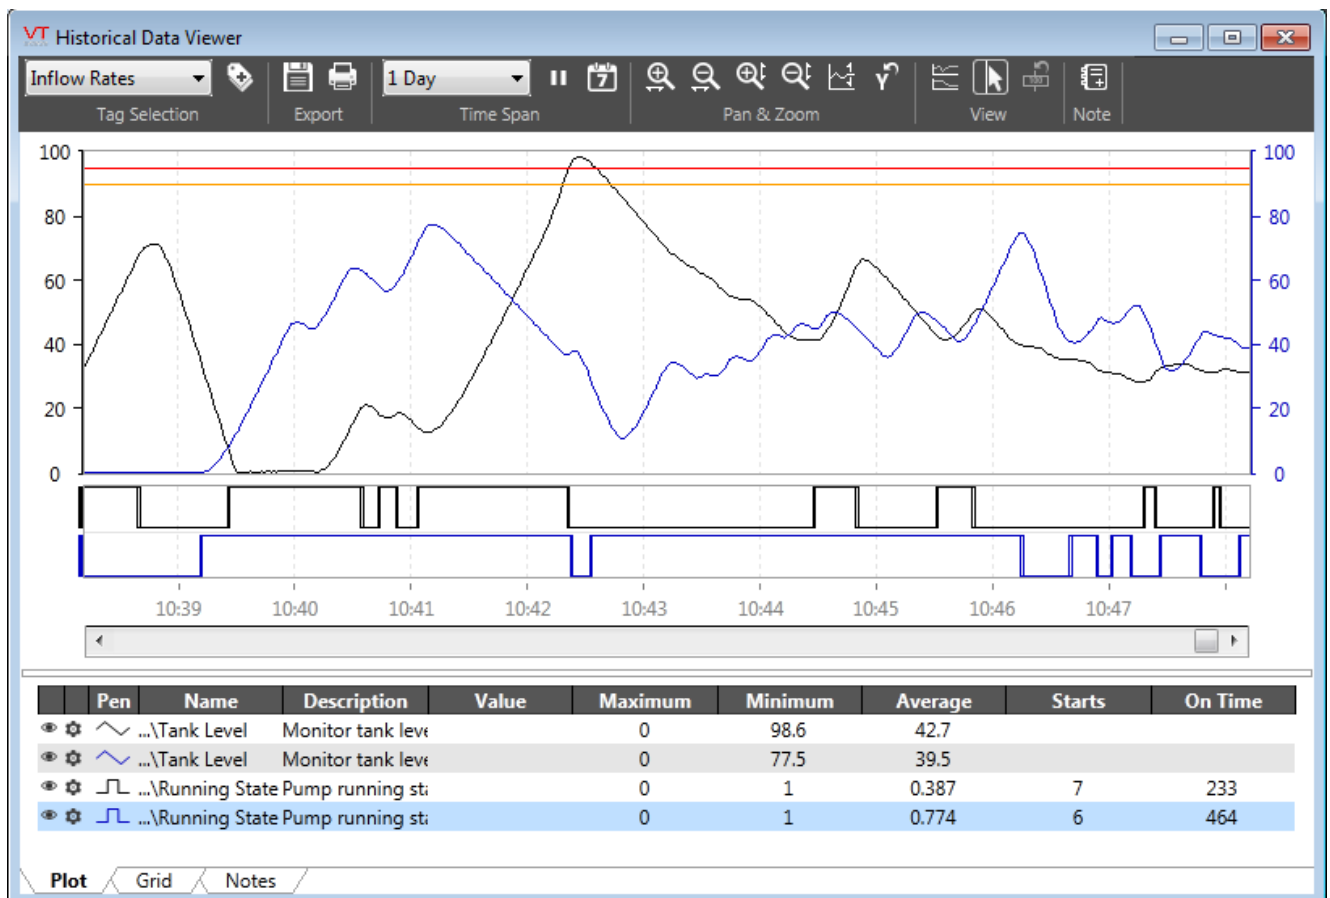 VT Historical Data Viewer
Inflow Rates 1 Day 7 Y
Tag Selection Export Time Span Pan & Zoom View Note
100 100
80 80
60 60
40 40
20 20
0 0
10:39 10:40 10:41 10:42 10:43 10:44 10:45 10:46 10:47
Pen Name Description Value Maximum Minimum Average Starts On Time
...\Tank Level Monitor tank leve 0 98.6 42.7
...\Tank Level Monitor tank leve 0 77.5 39.5
...\Running State Pump running sta 0 1 0.387 7 233
...\Running State Pump running sta 0 1 0.774 6 464
Plot Grid Notes